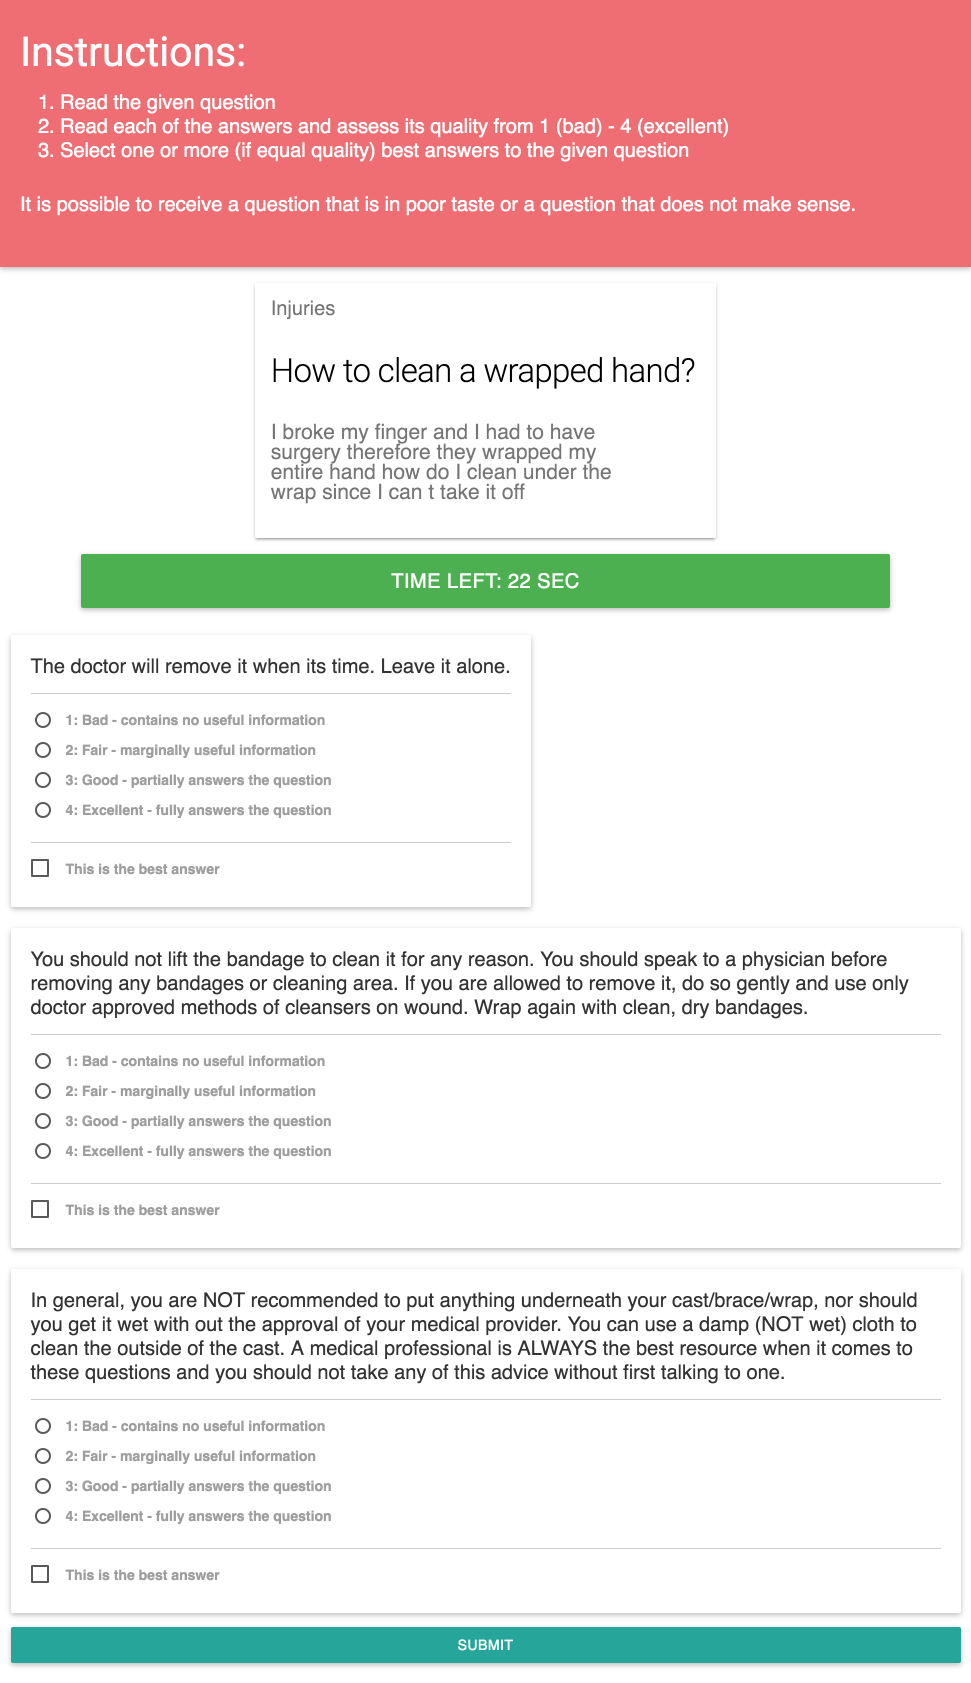 Instructions:
1. Read the given question
2. Read each of the answers and assess its quality from 1 (bad) - 4 (excellent)
3. Select one or more (if equal quality) best answers to the given question
It is possible to receive a question that is in poor taste or a question that does not make sense.
Injuries
How to clean a wrapped hand?
I broke my finger and I had to have
surgery therefore they wrapped my
entire hand how do I clean under the
wrap since I can t take it off
TIME LEFT: 22 SEC
The doctor will remove it when its time. Leave it alone.
1: Bad - contains no useful information
2: Fair - marginally useful information
3: Good - partially answers the question
4: Excellent - fully answers the question
This is the best answer
You should not lift the bandage to clean it for any reason. You should speak to a physician before
removing any bandages or cleaning area. If you are allowed to remove it, do so gently and use only
doctor approved methods of cleansers on wound. Wrap again with clean, dry bandages.
1: Bad - contains no useful information
2: Fair - marginally useful information
3: Good - partially answers the question
4: Excellent - fully answers the question
This is the best answer
In general, you are NOT recommended to put anything underneath your cast/brace/wrap, nor should
you get it wet with out the approval of your medical provider. You can use a damp (NOT wet) cloth to
clean the outside of the cast. A medical professional is ALWAYS the best resource when it comes to
these questions and you should not take any of this advice without first talking to one.
1: Bad - contains no useful information
2: Fair - marginally useful information
3: Good - partially answers the question
4: Excellent - fully answers the question
This is the best answer
SUBMIT